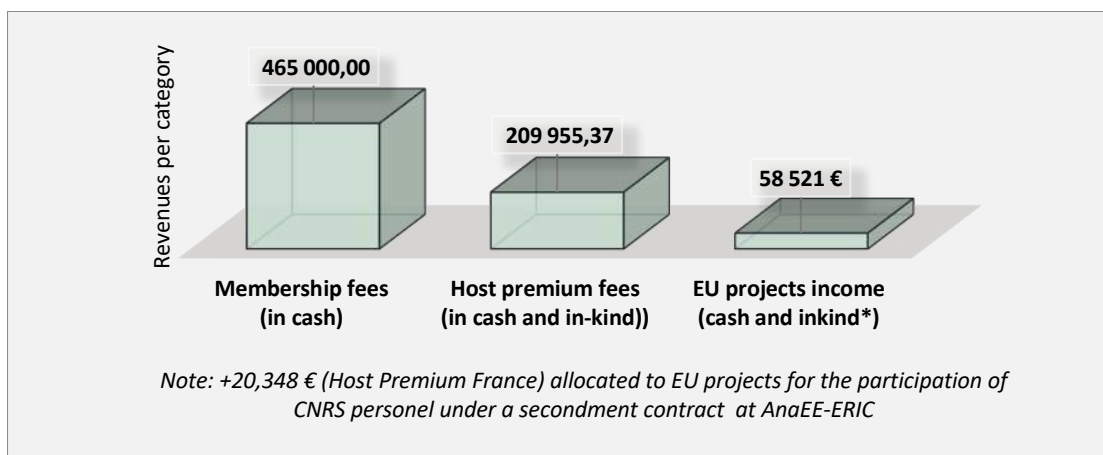 Revenues per category
465 000,00
209 955,37
58 521 €
Membership fees
(in cash)
Host premium fees
(in cash and in-kind))
EU projects income
(cash and inkind*)
Note: +20,348 € (Host Premium France) allocated to EU projects for the participation of
CNRS personel under a secondment contract at AnaEE-ERIC